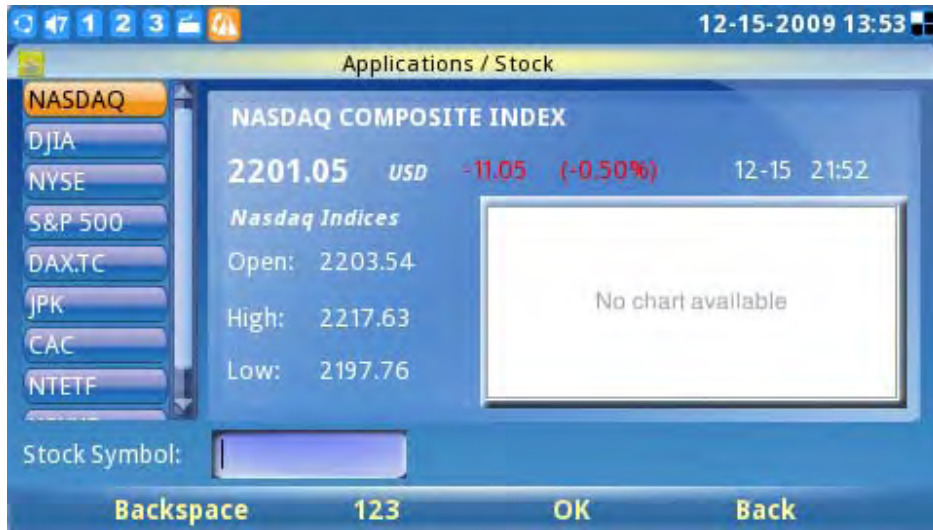 1 2 3 12-15-2009 13:53
Applications / Stock
NASDAQ
DJIA
NYSE
S&P 500
DAX.TC
JPK
CAC
NTETF
NASDAQ COMPOSITE INDEX
2201.05 USD -11.05 (-0.50%) 12-15 21:52
Nasdaq Indices
Open: 2203.54
High: 2217.63
Low: 2197.76
No chart available
Stock Symbol:
Backspace 123 OK Back